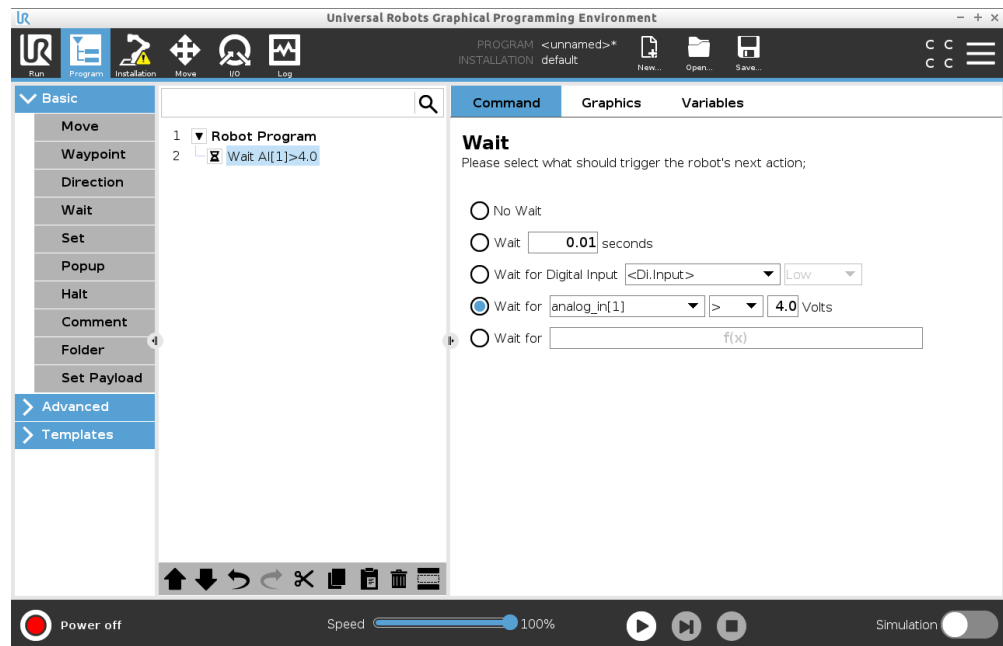 UR Universal Robots Graphical Programming Environment - + ×
UR
Run Program Installation Move I/O Log
PROGRAM <unnamed>*
INSTALLATION default
New... Open... Save...
C C
C C
Basic
Move
Waypoint
Direction
Wait
Set
Popup
Halt
Comment
Folder
Set Payload
Advanced
Templates
1 Robot Program
2 Wait AI[1]>4.0
Command Graphics Variables
Wait
Please select what should trigger the robot's next action;
No Wait
Wait 0.01 seconds
Wait for Digital Input <Di.Input> Low
Wait for analog_in[1] > 4.0 Volts
Wait for f(x)
Power off Speed 100% Simulation